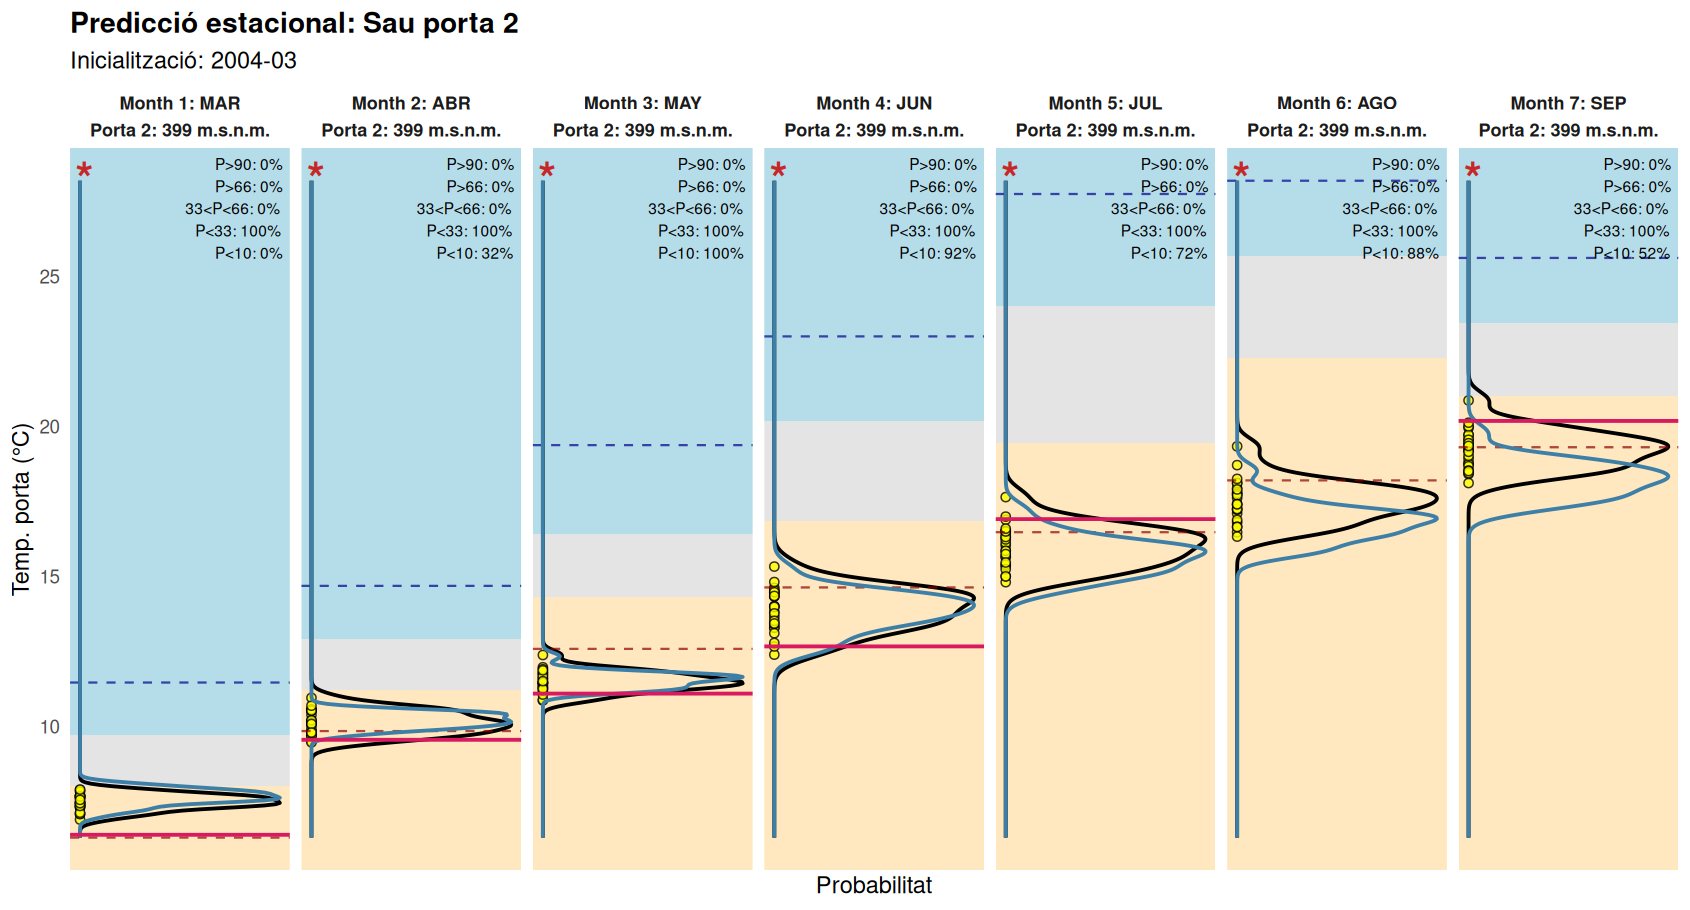 Predicció estacional: Sau porta 2
Inicialització: 2004-03
Month 1: MAR
Porta 2: 399 m.s.n.m.
Month 2: ABR
Porta 2: 399 m.s.n.m.
Month 3: MAY
Porta 2: 399 m.s.n.m.
Month 4: JUN
Porta 2: 399 m.s.n.m.
Month 5: JUL
Porta 2: 399 m.s.n.m.
Month 6: AGO
Porta 2: 399 m.s.n.m.
Month 7: SEP
Porta 2: 399 m.s.n.m.
*
P>90: 0%
P>66: 0%
33<P<66: 0%
P<33: 100%
P<10: 0%
*
P>90: 0%
P>66: 0%
33<P<66: 0%
P<33: 100%
P<10: 32%
*
P>90: 0%
P>66: 0%
33<P<66: 0%
P<33: 100%
P<10: 100%
*
P>90: 0%
P>66: 0%
33<P<66: 0%
P<33: 100%
P<10: 92%
*
P>90: 0%
P>66: 0%
33<P<66: 0%
P<33: 100%
P<10: 72%
*
P>90: 0%
P>66: 0%
33<P<66: 0%
P<33: 100%
P<10: 88%
*
P>90: 0%
P>66: 0%
33<P<66: 0%
P<33: 100%
P<10: 52%
25
20
15
10
Temp. porta (°C)
Probabilitat